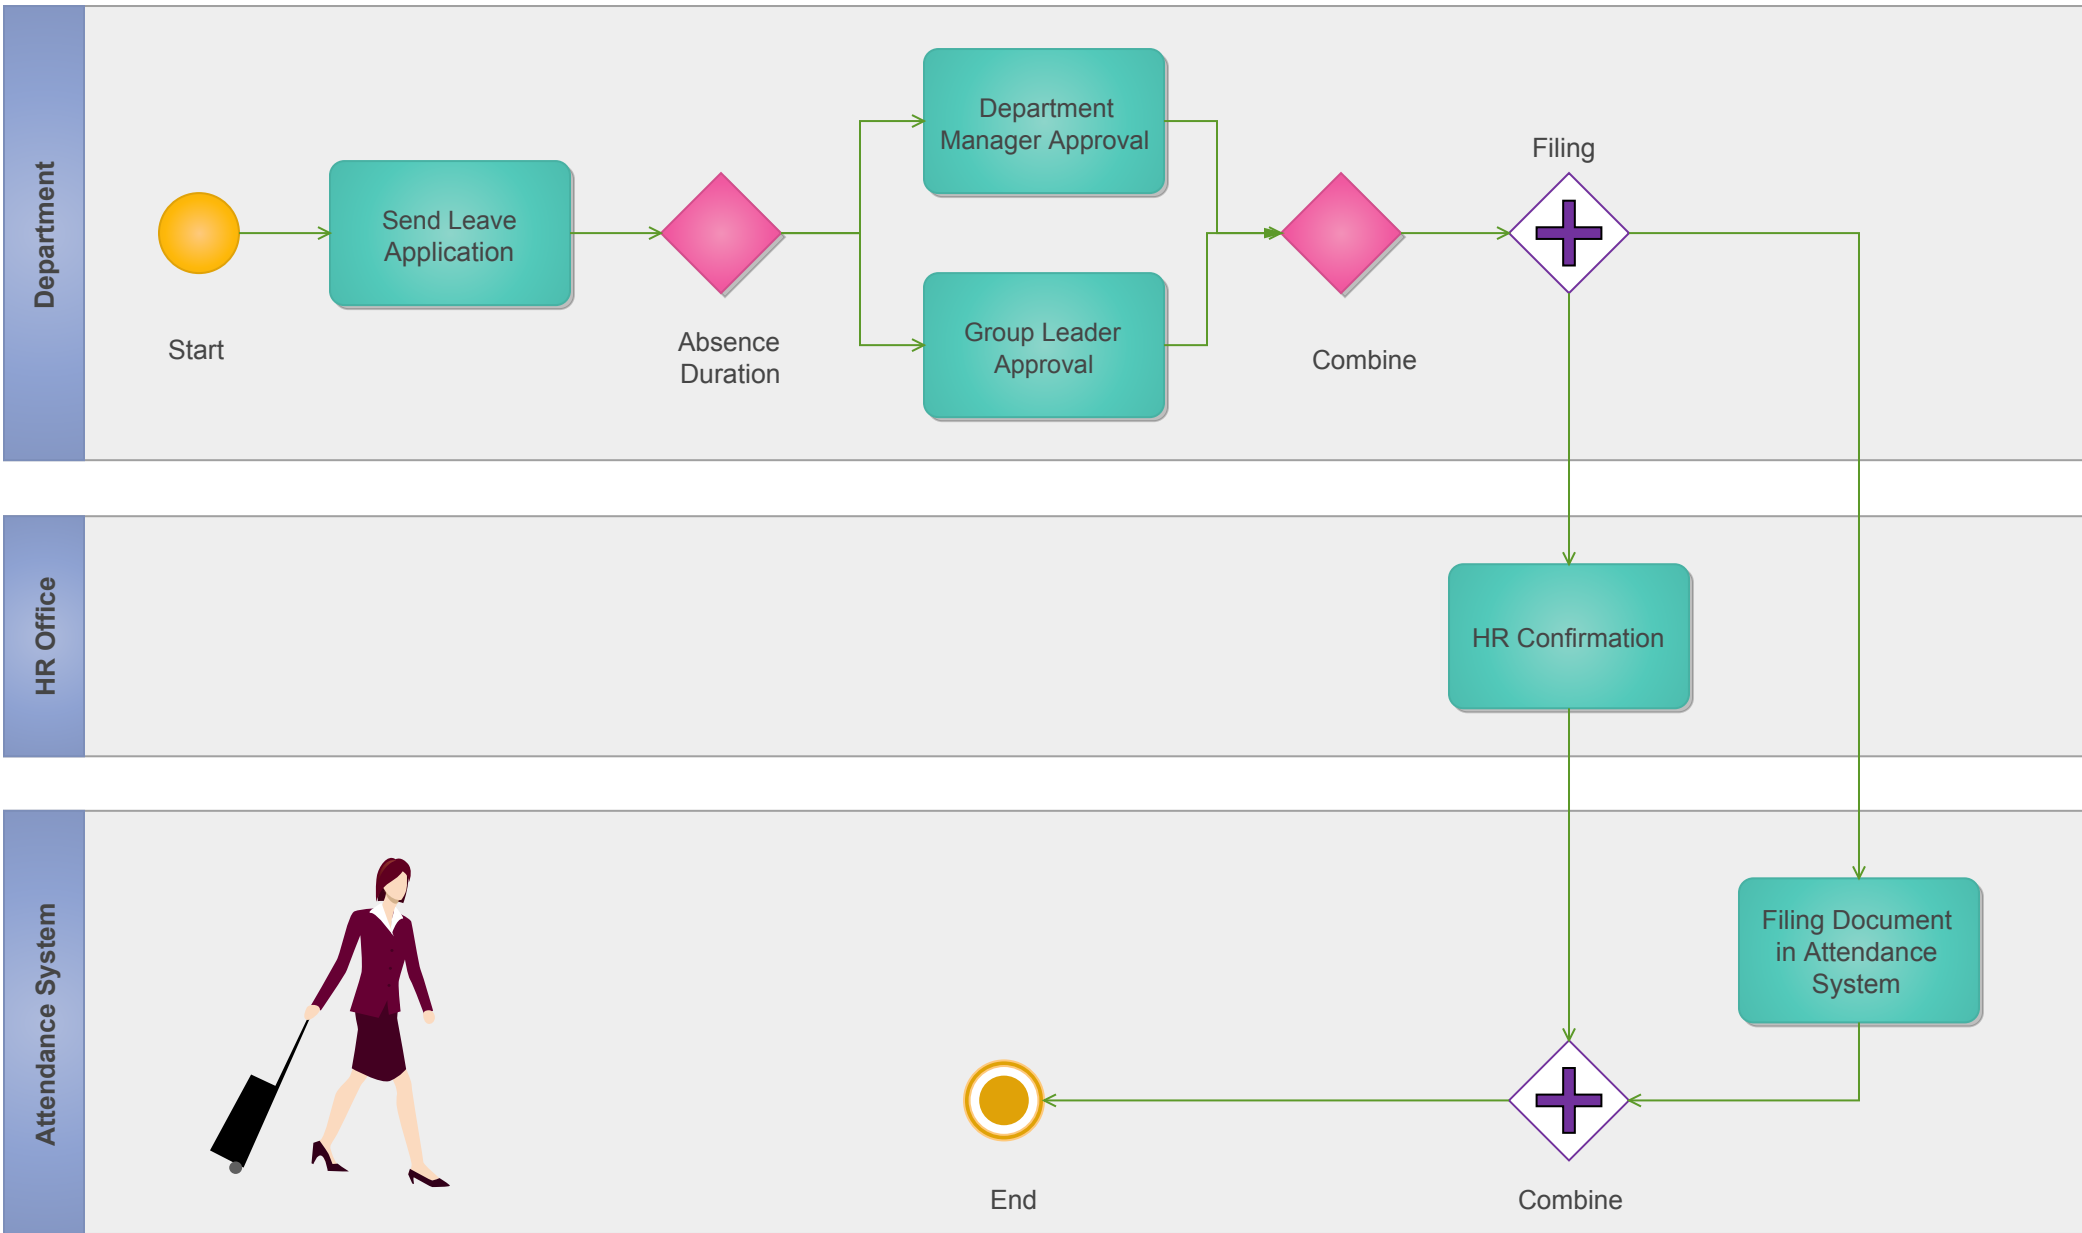 Department
Start
Send Leave
Application
Absence
Duration
Department
Manager Approval
Group Leader
Approval
Combine
Filing
HR Office
HR Confirmation
Attendance System
Filing Document
in Attendance
System
End
Combine